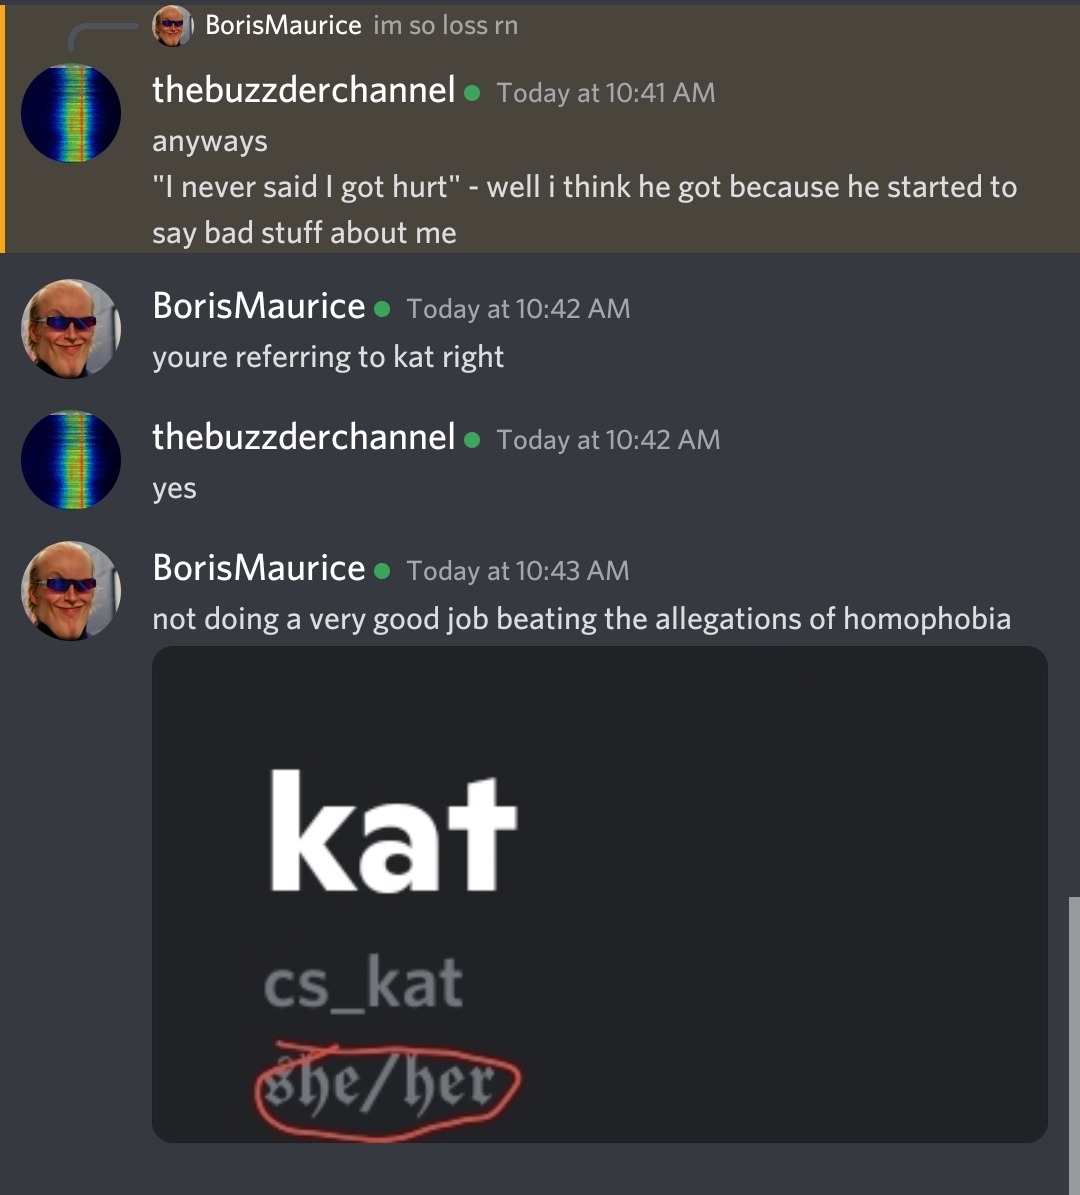 BorisMaurice im so loss rn
thebuzzderchannel Today at 10:41 AM
anyways
"I never said I got hurt" - well i think he got because he started to
say bad stuff about me
BorisMaurice Today at 10:42 AM
youre referring to kat right
thebuzzderchannel Today at 10:42 AM
yes
BorisMaurice Today at 10:43 AM
not doing a very good job beating the allegations of homophobia
kat
cs_kat
𝖘𝖍𝖊/𝖍𝖊𝖗